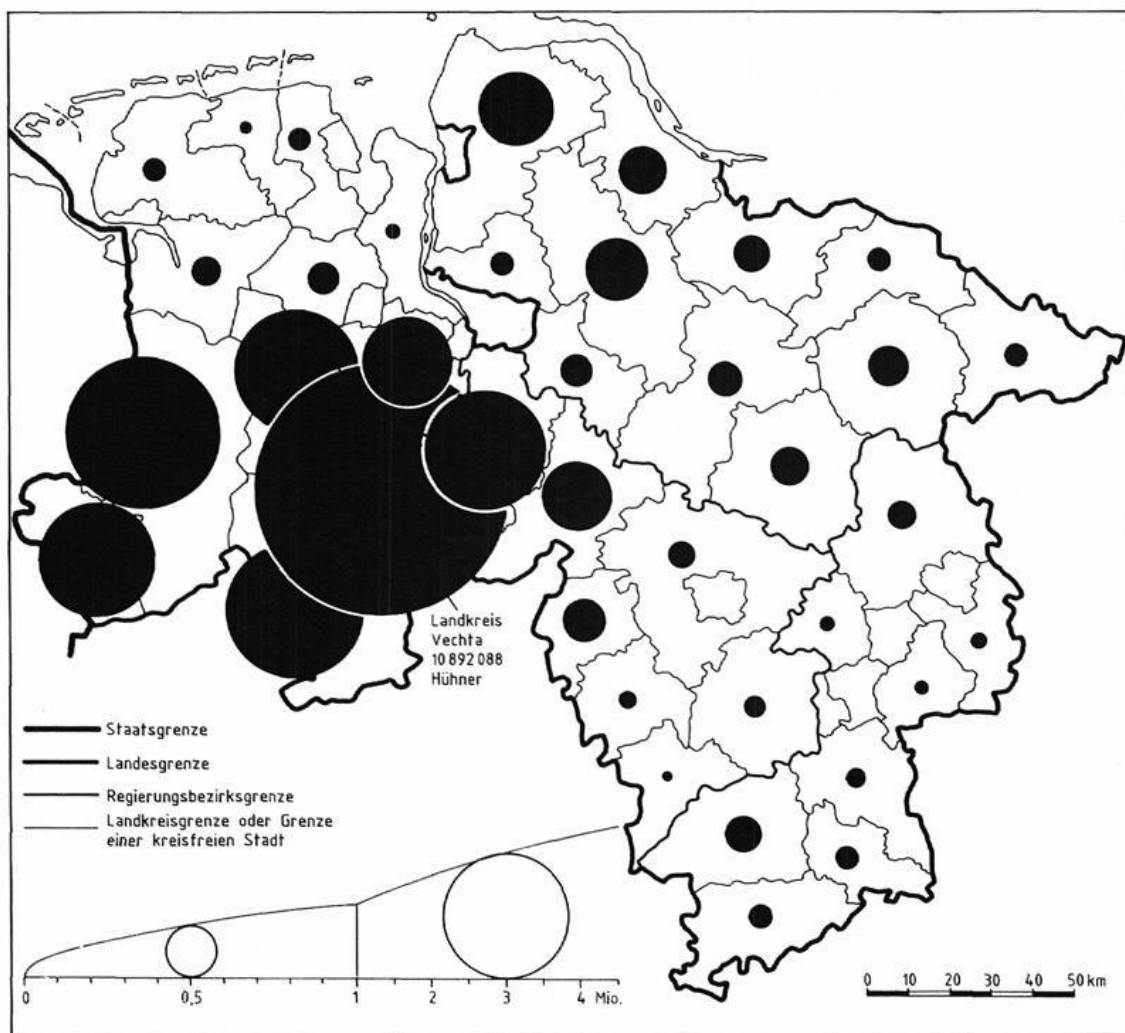 Landkreis
Vechta
10 892 088
Hühner
Staatsgrenze
Landesgrenze
Regierungsbezirksgrenze
Landkreisgrenze oder Grenze
einer kreisfreien Stadt
0 0,5 1 2 3 4 Mio.
0 10 20 30 40 50 km